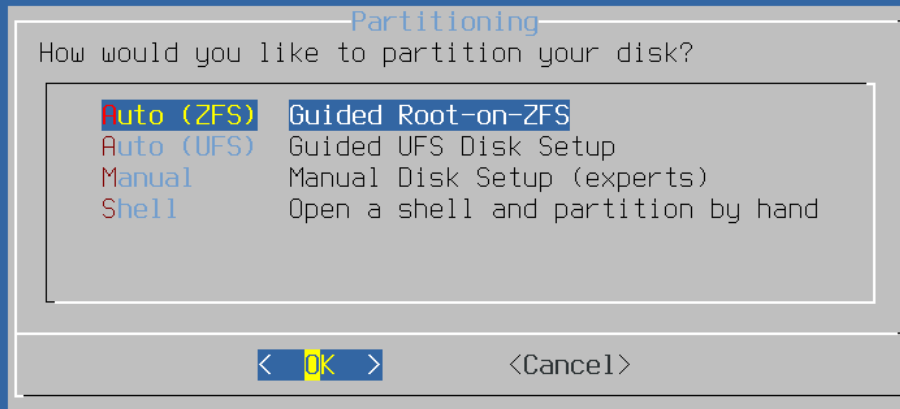 Partitioning
How would you like to partition your disk?
Auto (ZFS) Guided Root-on-ZFS
Auto (UFS) Guided UFS Disk Setup
Manual Manual Disk Setup (experts)
Shell Open a shell and partition by hand
< OK > <Cancel>